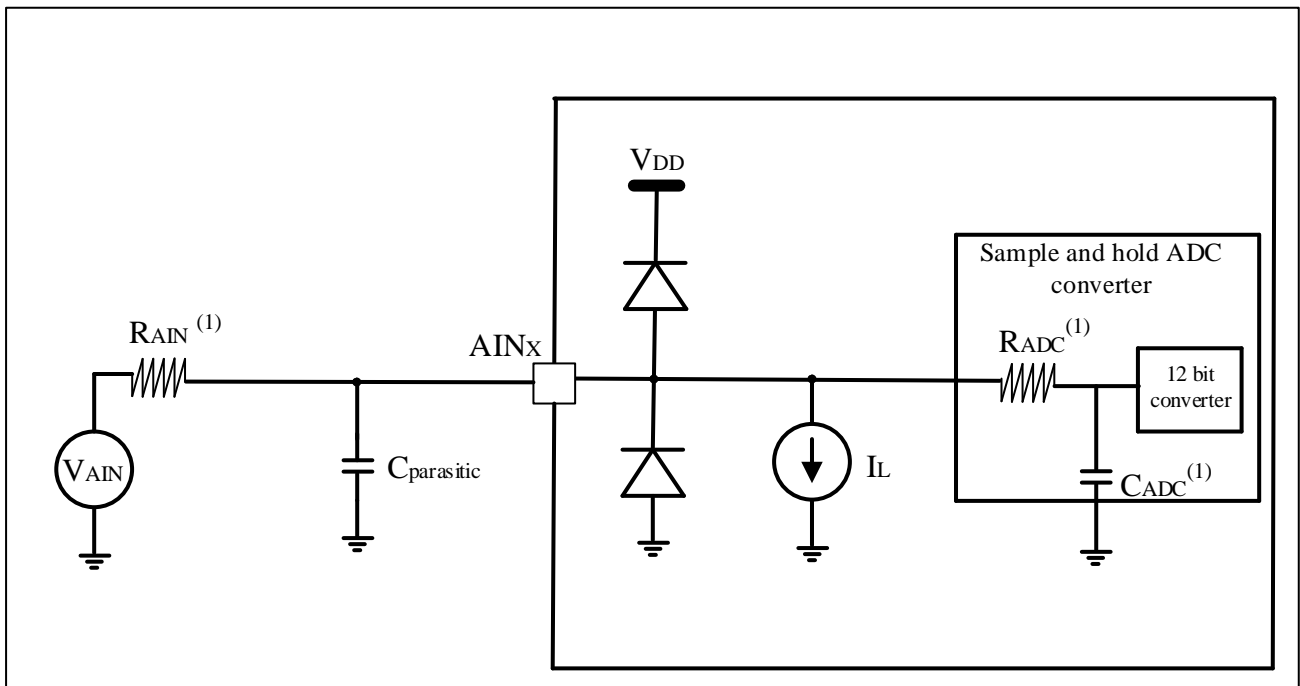 VDD
Sample and hold ADC
converter
RAIN (1)
AINX
RADC(1)
12 bit
converter
VAIN
Cparasitic
IL
CADC(1)